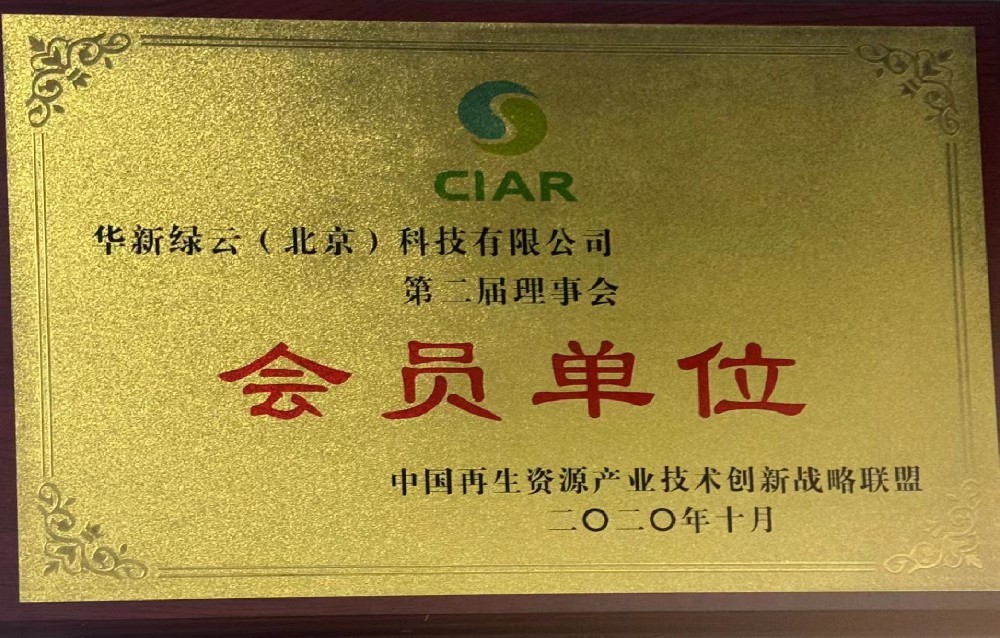 CIAR
华新绿云（北京）科技有限公司
第二届理事会
会员单位
中国再生资源产业技术创新战略联盟
二〇二〇年十月